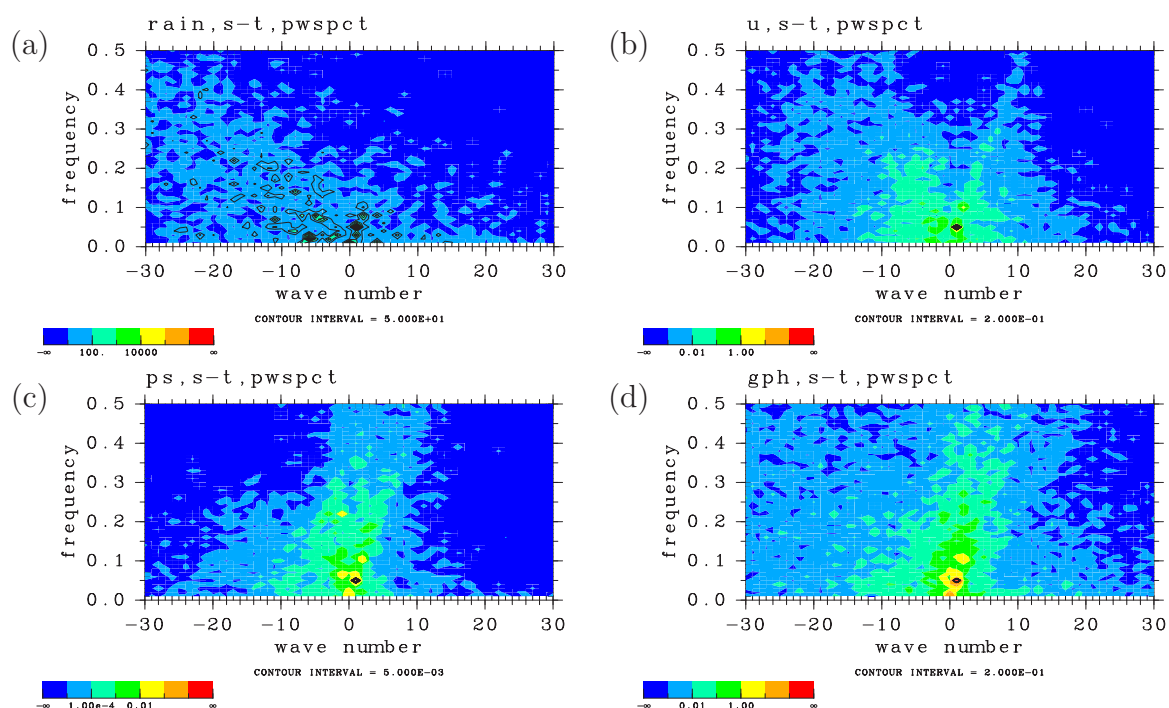 (a) rain,s-t,pwspct
frequency
0.5
0.4
0.3
0.2
0.1
0.0
-30 -20 -10 0 10 20 30
wave number
CONTOUR INTERVAL = 5.000E+01
-∞ 100. 10000 ∞
(b) u,s-t,pwspct
frequency
0.5
0.4
0.3
0.2
0.1
0.0
-30 -20 -10 0 10 20 30
wave number
CONTOUR INTERVAL = 2.000E-01
-∞ 0.01 1.00 ∞
(c) ps,s-t,pwspct
frequency
0.5
0.4
0.3
0.2
0.1
0.0
-30 -20 -10 0 10 20 30
wave number
CONTOUR INTERVAL = 5.000E-03
-∞ 1.00e-4 0.01 ∞
(d) gph,s-t,pwspct
frequency
0.5
0.4
0.3
0.2
0.1
0.0
-30 -20 -10 0 10 20 30
wave number
CONTOUR INTERVAL = 2.000E-01
-∞ 0.01 1.00 ∞